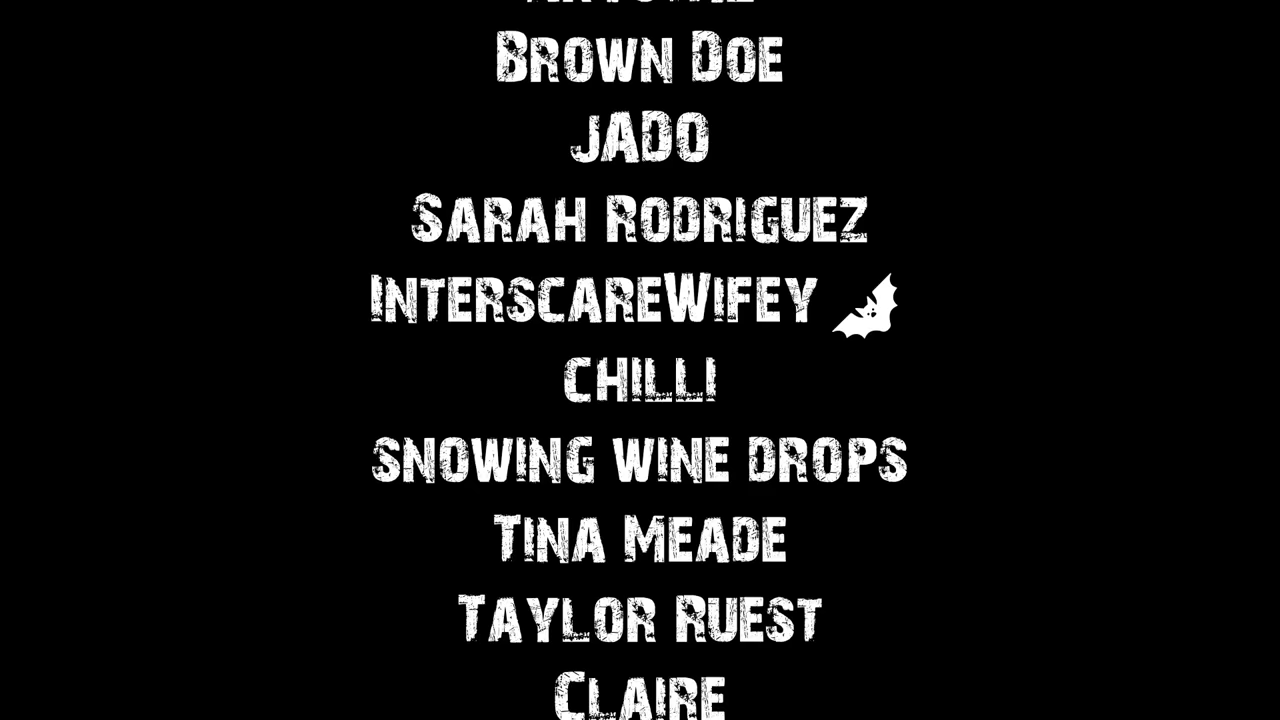 Brown Doe
JADO
Sarah Rodriguez
InterscareWifey
chilli
snowing wine drops
Tina Meade
Taylor Ruest
Claire